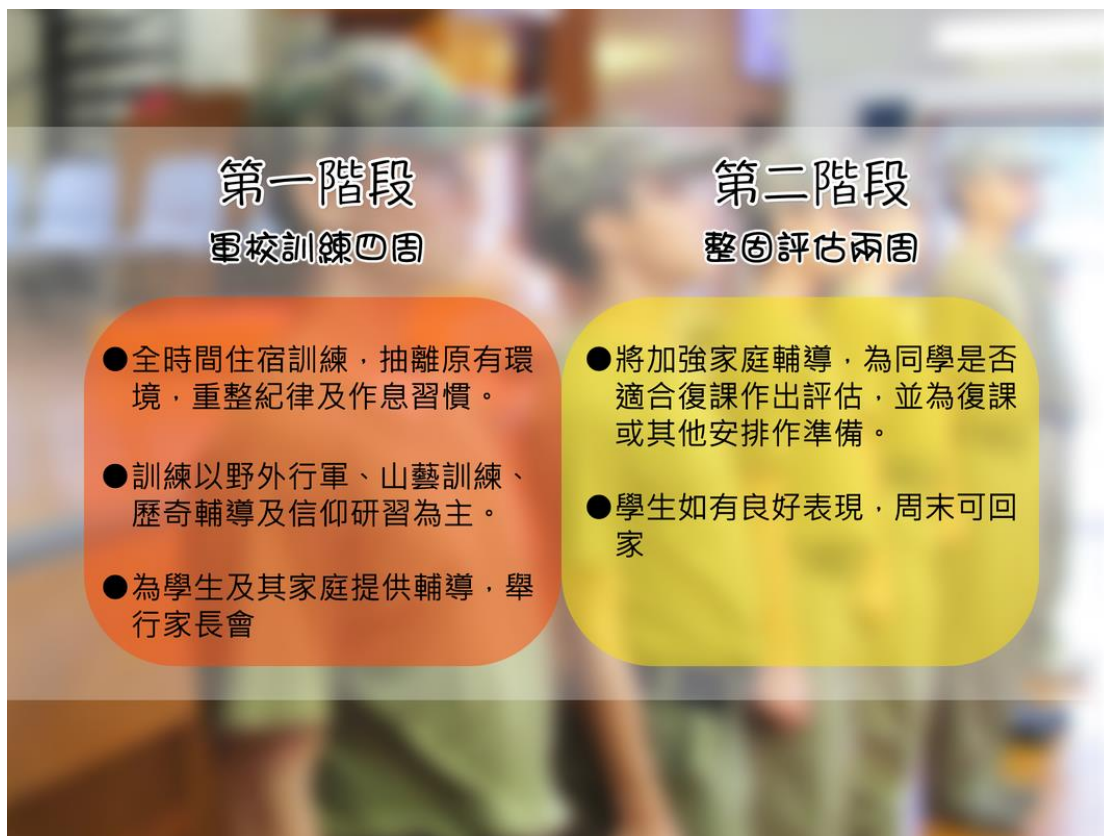 第一階段
軍校訓練四周
●全時間住宿訓練，抽離原有環
境，重整紀律及作息習慣。
●訓練以野外行軍、山藝訓練、
歷奇輔導及信仰研習為主。
●為學生及其家庭提供輔導，舉
行家長會
第二階段
整固評估兩周
●將加強家庭輔導，為同學是否
適合復課作出評估，並為復課
或其他安排作準備。
●學生如有良好表現，周末可回
家